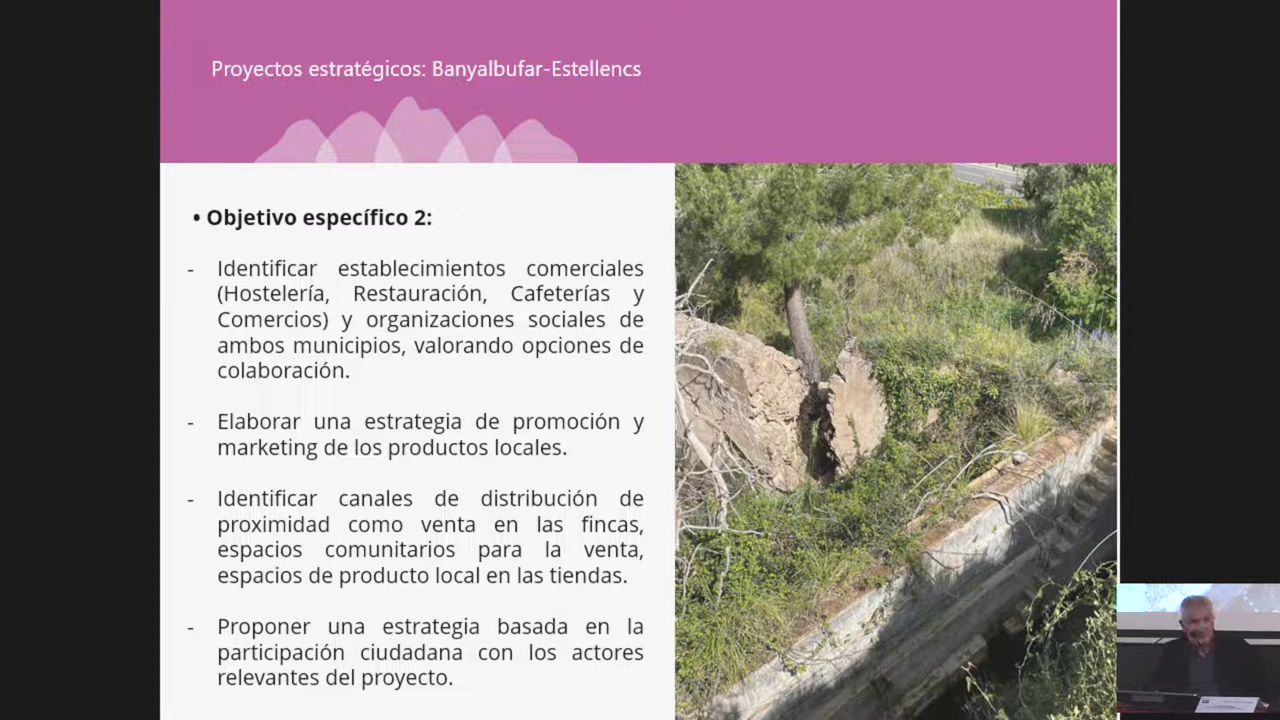 Proyectos estratégicos: Banyalbufar-Estellencs
• Objetivo específico 2:
- Identificar establecimientos comerciales
(Hostelería, Restauración, Cafeterías y
Comercios) y organizaciones sociales de
ambos municipios, valorando opciones de
colaboración.
- Elaborar una estrategia de promoción y
marketing de los productos locales.
- Identificar canales de distribución de
proximidad como venta en las fincas,
espacios comunitarios para la venta,
espacios de producto local en las tiendas.
- Proponer una estrategia basada en la
participación ciudadana con los actores
relevantes del proyecto.